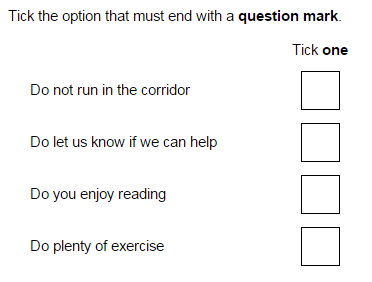 Tick the option that must end with a question mark.
Tick one
Do not run in the corridor
Do let us know if we can help
Do you enjoy reading
Do plenty of exercise